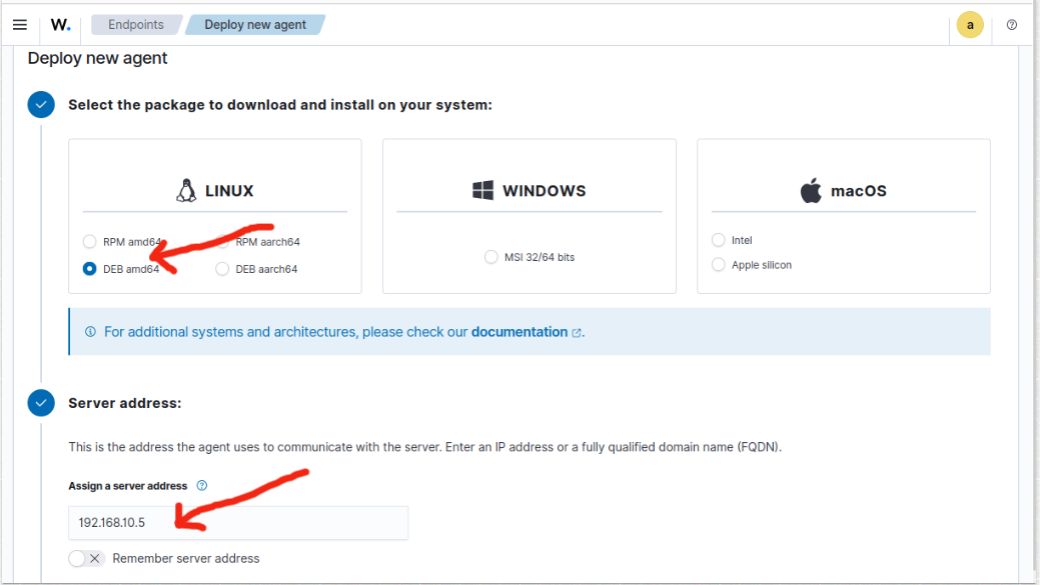 W. Endpoints Deploy new agent a
Deploy new agent
Select the package to download and install on your system:
LINUX
RPM amd64 RPM aarch64
DEB amd64 DEB aarch64
WINDOWS
MSI 32/64 bits
macOS
Intel
Apple silicon
For additional systems and architectures, please check our documentation .
Server address:
This is the address the agent uses to communicate with the server. Enter an IP address or a fully qualified domain name (FQDN).
Assign a server address
192.168.10.5
Remember server address